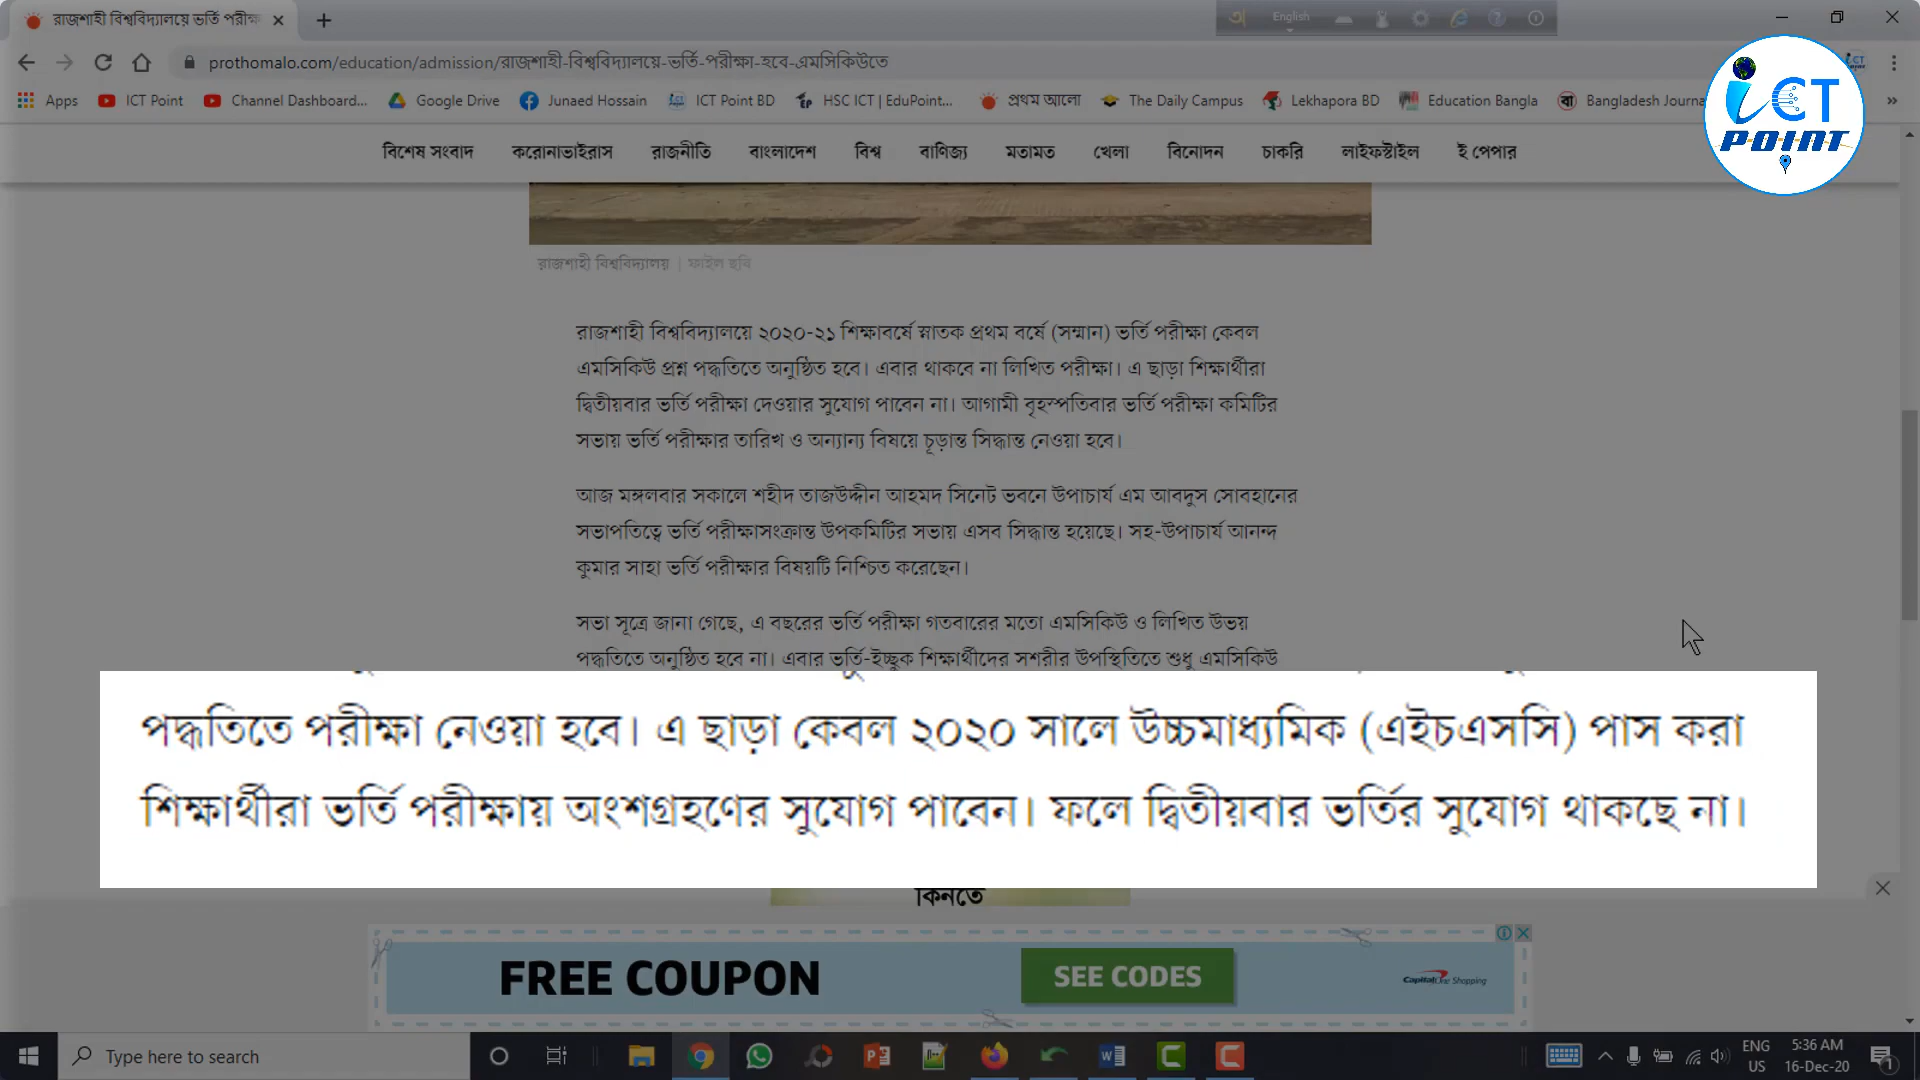 রাজশাহী বিশ্ববিদ্যালয়ে ভর্তি পরীক্ষ
English
prothomalo.com/education/admission/রাজশাহী-বিশ্ববিদ্যালয়ে-ভর্তি-পরীক্ষা-হবে-এমসিকিউতে
Apps ICT Point Channel Dashboard... Google Drive Junaed Hossain ICT Point BD HSC ICT | EduPoint... প্রথম আলো The Daily Campus Lekhapora BD Education Bangla Bangladesh Journa
iCT
POINT
বিশেষ সংবাদ করোনাভাইরাস রাজনীতি বাংলাদেশ বিশ্ব বাণিজ্য মতামত খেলা বিনোদন চাকরি লাইফস্টাইল ই পেপার
রাজশাহী বিশ্ববিদ্যালয় | ফাইল ছবি
রাজশাহী বিশ্ববিদ্যালয়ে ২০২০-২১ শিক্ষাবর্ষে স্নাতক প্রথম বর্ষে (সম্মান) ভর্তি পরীক্ষা কেবল
এমসিকিউ প্রশ্ন পদ্ধতিতে অনুষ্ঠিত হবে। এবার থাকবে না লিখিত পরীক্ষা। এ ছাড়া শিক্ষার্থীরা
দ্বিতীয়বার ভর্তি পরীক্ষা দেওয়ার সুযোগ পাবেন না। আগামী বৃহস্পতিবার ভর্তি পরীক্ষা কমিটির
সভায় ভর্তি পরীক্ষার তারিখ ও অন্যান্য বিষয়ে চূড়ান্ত সিদ্ধান্ত নেওয়া হবে।
আজ মঙ্গলবার সকালে শহীদ তাজউদ্দীন আহমদ সিনেট ভবনে উপাচার্য এম আবদুস সোবহানের
সভাপতিত্বে ভর্তি পরীক্ষাসংক্রান্ত উপকমিটির সভায় এসব সিদ্ধান্ত হয়েছে। সহ-উপাচার্য আনন্দ
কুমার সাহা ভর্তি পরীক্ষার বিষয়টি নিশ্চিত করেছেন।
সভা সূত্রে জানা গেছে, এ বছরের ভর্তি পরীক্ষা গতবারের মতো এমসিকিউ ও লিখিত উভয়
পদ্ধতিতে অনুষ্ঠিত হবে না। এবার ভর্তি-ইচ্ছুক শিক্ষার্থীদের সশরীর উপস্থিতিতে শুধু এমসিকিউ
পদ্ধতিতে পরীক্ষা নেওয়া হবে। এ ছাড়া কেবল ২০২০ সালে উচ্চমাধ্যমিক (এইচএসসি) পাস করা
শিক্ষার্থীরা ভর্তি পরীক্ষায় অংশগ্রহণের সুযোগ পাবেন। ফলে দ্বিতীয়বার ভর্তির সুযোগ থাকছে না।
কিনতে
FREE COUPON SEE CODES Capital One Shopping
Type here to search
ENG
US
5:36 AM
16-Dec-20